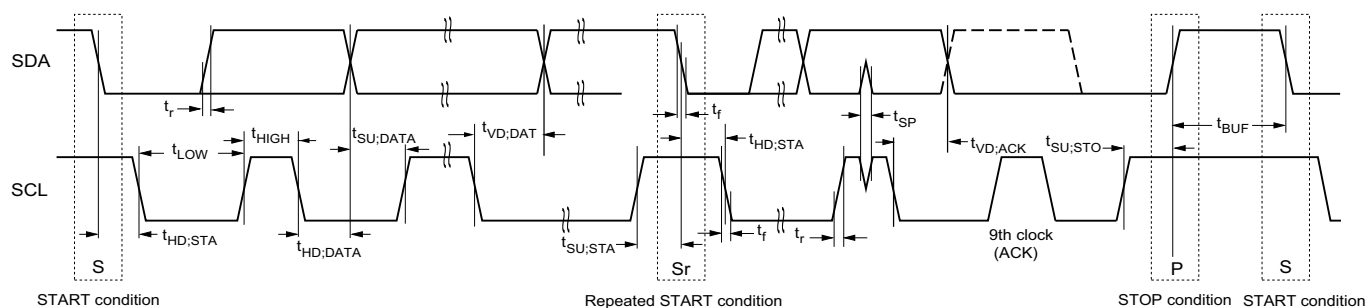 SDA
t_r
t_f
t_SP
t_BUF
t_LOW
t_HIGH
t_SU;DATA
t_VD;DAT
t_HD;STA
t_VD;ACK
t_SU;STO
SCL
t_HD;STA
t_HD;DATA
t_SU;STA
t_f
t_r
9th clock
(ACK)
S
Sr
P
S
START condition
Repeated START condition
STOP condition
START condition